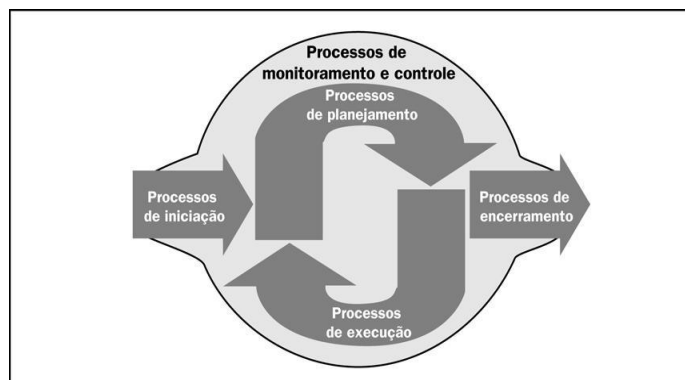 Processos de
monitoramento e controle
Processos
de planejamento
Processos
de iniciação
Processos de
encerramento
Processos
de execução